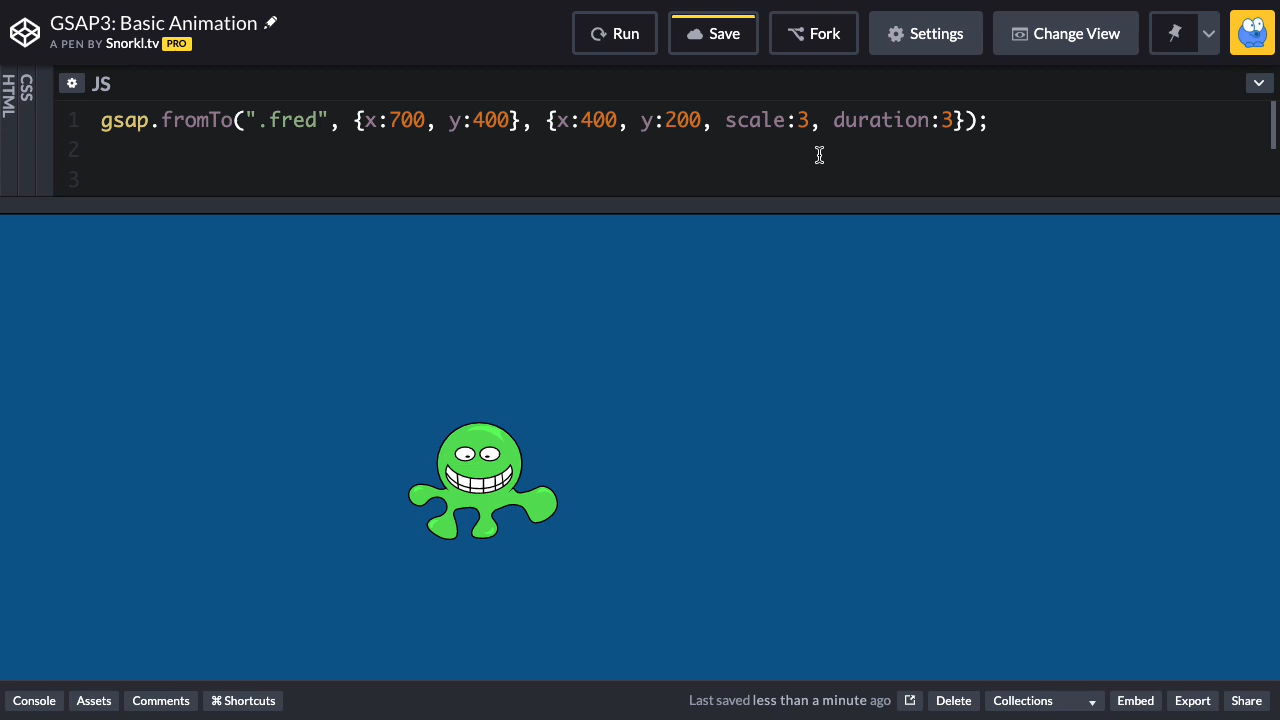 GSAP3: Basic Animation
A PEN BY Snorkl.tv PRO
Run
Save
Fork
Settings
Change View
HTML
CSS
JS
1 gsap.fromTo(".fred", {x:700, y:400}, {x:400, y:200, scale:3, duration:3});
2
3
Console
Assets
Comments
⌘ Shortcuts
Last saved less than a minute ago
Delete
Collections
Embed
Export
Share